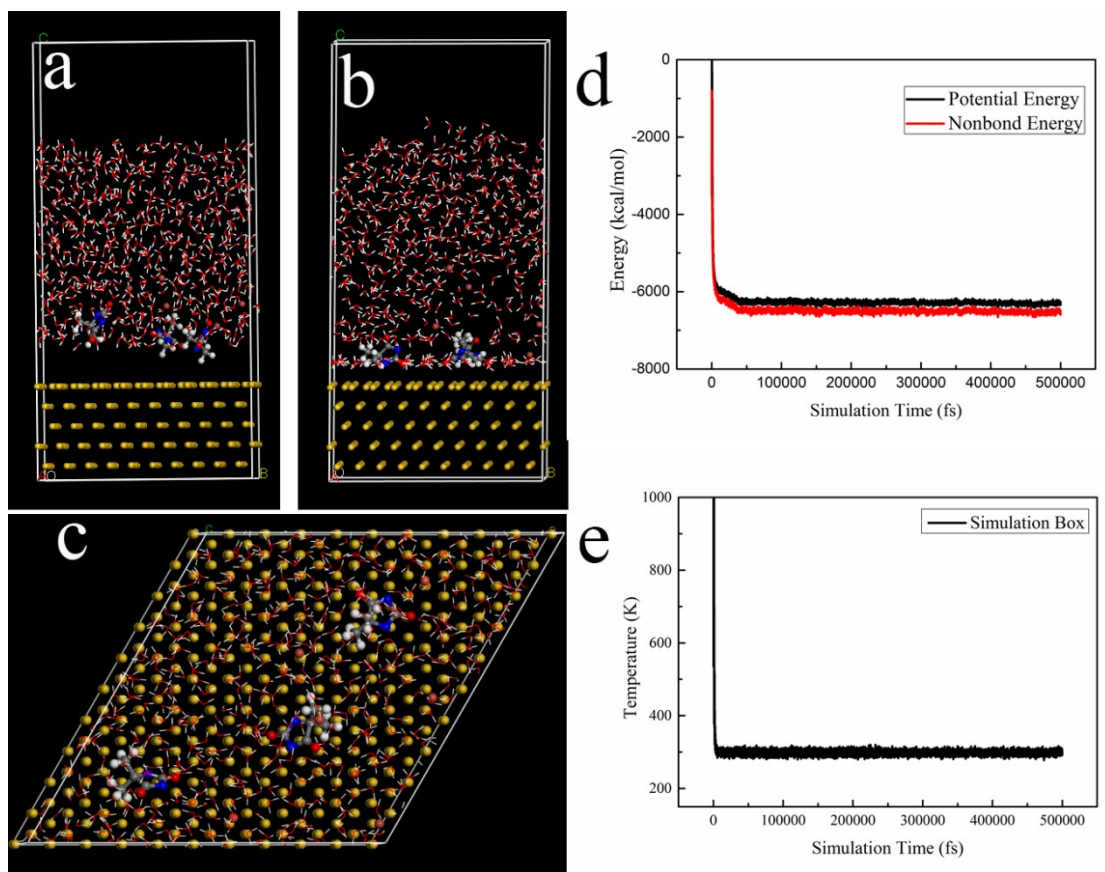 a
C
AO
B
b
C
O
A
B
c
d
Potential Energy
Nonbond Energy
0
-2000
-4000
-6000
-8000
Energy (kcal/mol)
0 100000 200000 300000 400000 500000
Simulation Time (fs)
e
Simulation Box
1000
800
600
400
200
Temperature (K)
0 100000 200000 300000 400000 500000
Simulation Time (fs)